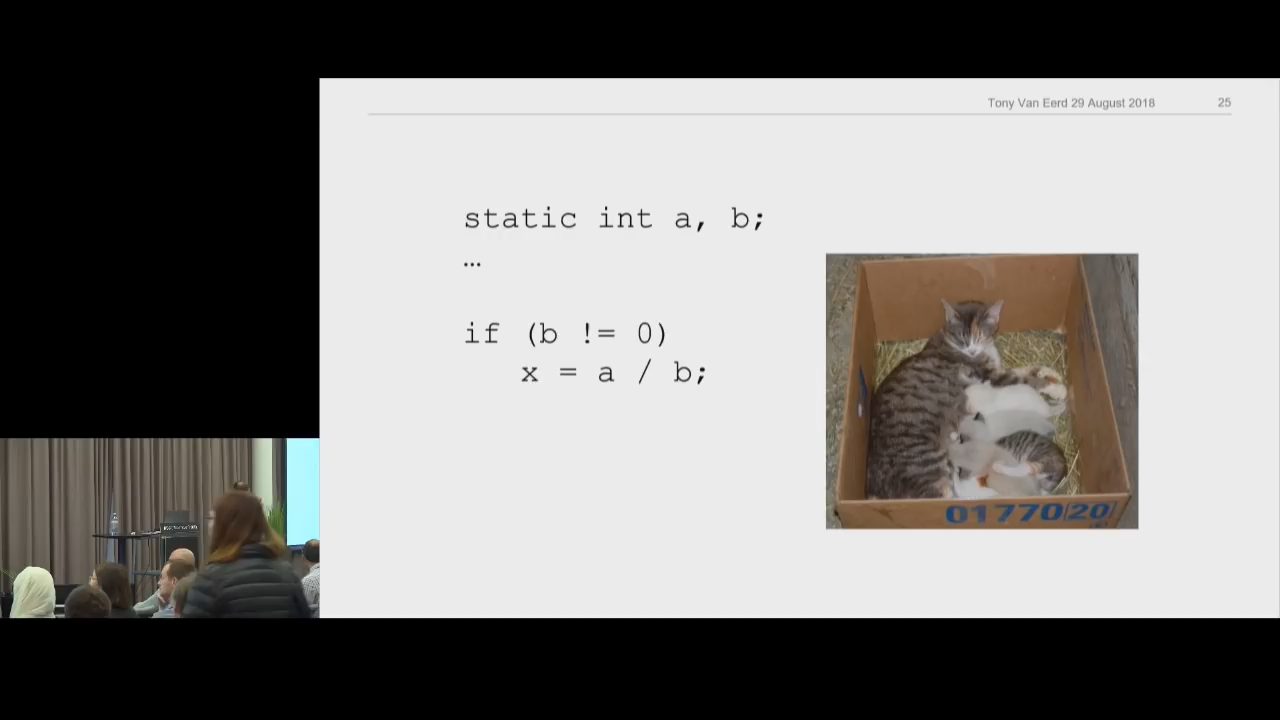 Tony Van Eerd 29 August 2018 25
static int a, b;
…
if (b != 0)
x = a / b;
01770 20